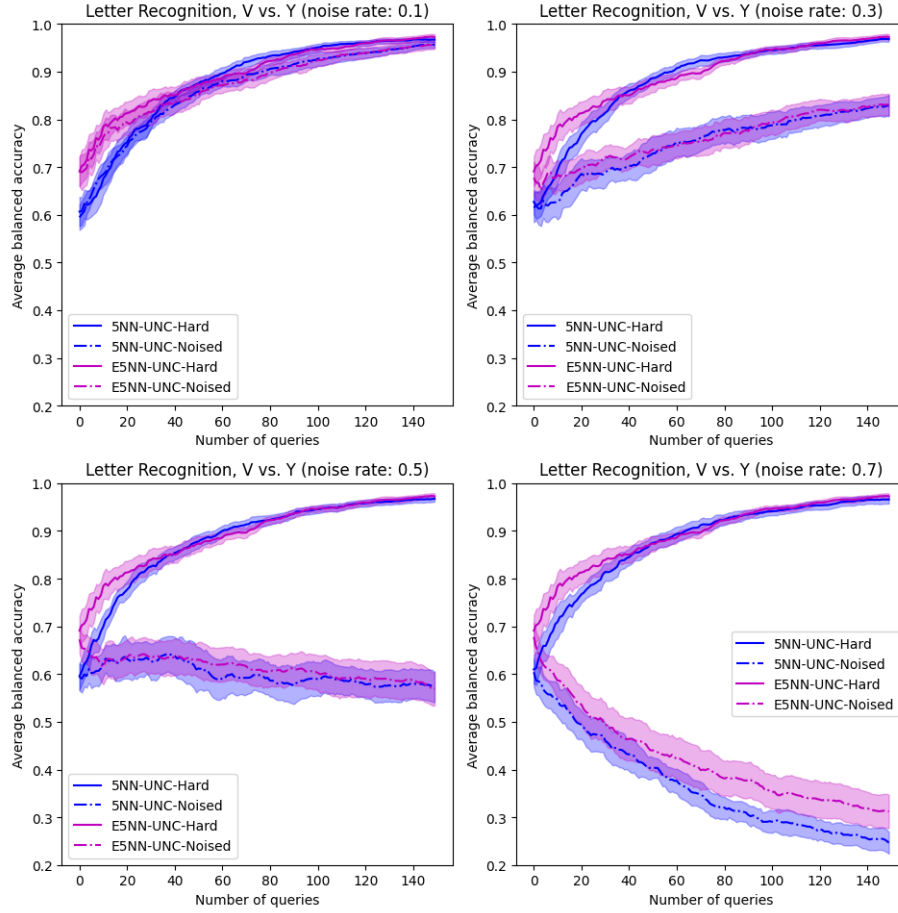 Letter Recognition, V vs. Y (noise rate: 0.1)
1.0
0.9
0.8
0.7
0.6
0.5
0.4
0.3
0.2
Average balanced accuracy
5NN-UNC-Hard
5NN-UNC-Noised
E5NN-UNC-Hard
E5NN-UNC-Noised
0 20 40 60 80 100 120 140
Number of queries
Letter Recognition, V vs. Y (noise rate: 0.3)
1.0
0.9
0.8
0.7
0.6
0.5
0.4
0.3
0.2
Average balanced accuracy
5NN-UNC-Hard
5NN-UNC-Noised
E5NN-UNC-Hard
E5NN-UNC-Noised
0 20 40 60 80 100 120 140
Number of queries
Letter Recognition, V vs. Y (noise rate: 0.5)
1.0
0.9
0.8
0.7
0.6
0.5
0.4
0.3
0.2
Average balanced accuracy
5NN-UNC-Hard
5NN-UNC-Noised
E5NN-UNC-Hard
E5NN-UNC-Noised
0 20 40 60 80 100 120 140
Number of queries
Letter Recognition, V vs. Y (noise rate: 0.7)
1.0
0.9
0.8
0.7
0.6
0.5
0.4
0.3
0.2
Average balanced accuracy
5NN-UNC-Hard
5NN-UNC-Noised
E5NN-UNC-Hard
E5NN-UNC-Noised
0 20 40 60 80 100 120 140
Number of queries